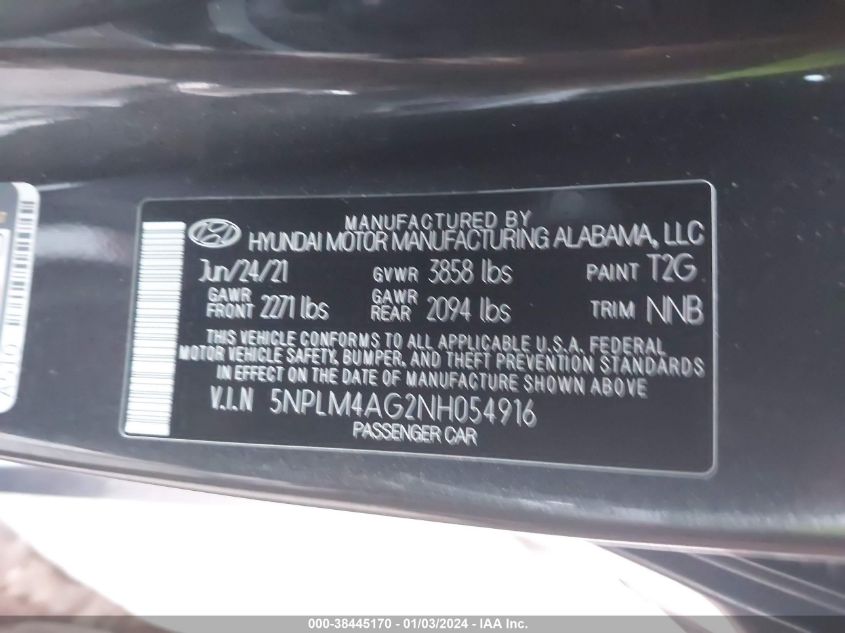 MANUFACTURED BY
HYUNDAI MOTOR MANUFACTURING ALABAMA, LLC
Jun/24/21 GVWR 3858 lbs PAINT T2G
GAWR FRONT 2271 lbs GAWR REAR 2094 lbs TRIM NNB
THIS VEHICLE CONFORMS TO ALL APPLICABLE U.S.A. FEDERAL
MOTOR VEHICLE SAFETY, BUMPER, AND THEFT PREVENTION STANDARDS
IN EFFECT ON THE DATE OF MANUFACTURE SHOWN ABOVE
V.I.N 5NPLM4AG2NH054916
PASSENGER CAR
000-38445170 - 01/03/2024 - IAA Inc.